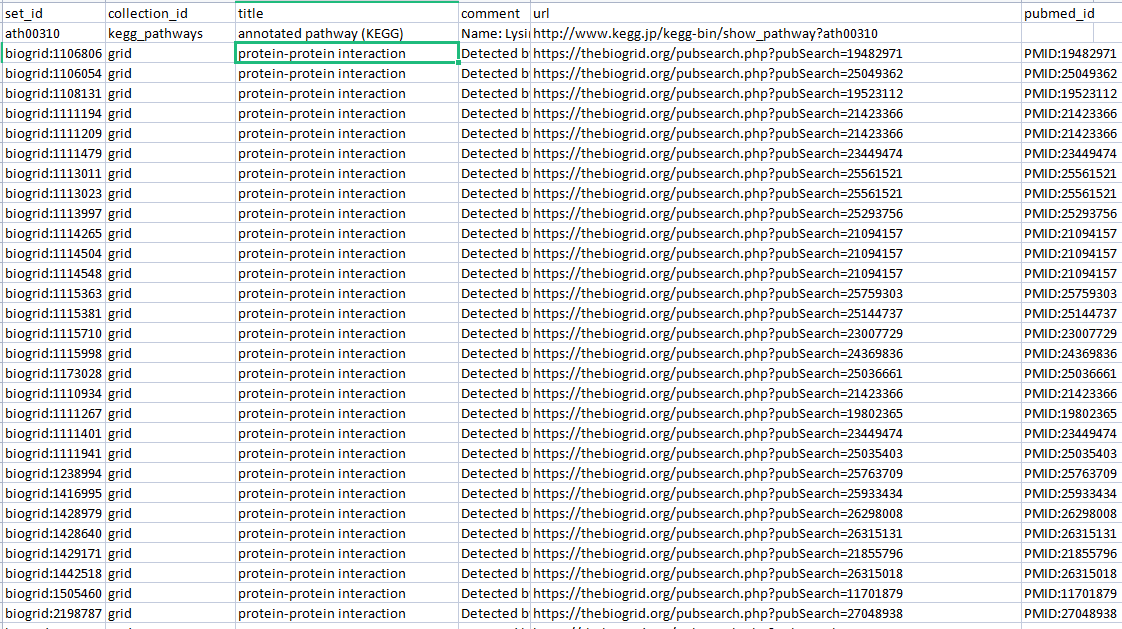 set_id collection_id title comment url pubmed_id
ath00310 kegg_pathways annotated pathway (KEGG) Name: Lysi http://www.kegg.jp/kegg-bin/show_pathway?ath00310
biogrid:1106806 grid protein-protein interaction Detected b https://thebiogrid.org/pubsearch.php?pubSearch=19482971 PMID:19482971
biogrid:1106054 grid protein-protein interaction Detected b https://thebiogrid.org/pubsearch.php?pubSearch=25049362 PMID:25049362
biogrid:1108131 grid protein-protein interaction Detected b https://thebiogrid.org/pubsearch.php?pubSearch=19523112 PMID:19523112
biogrid:1111194 grid protein-protein interaction Detected b https://thebiogrid.org/pubsearch.php?pubSearch=21423366 PMID:21423366
biogrid:1111209 grid protein-protein interaction Detected b https://thebiogrid.org/pubsearch.php?pubSearch=21423366 PMID:21423366
biogrid:1111479 grid protein-protein interaction Detected b https://thebiogrid.org/pubsearch.php?pubSearch=23449474 PMID:23449474
biogrid:1113011 grid protein-protein interaction Detected b https://thebiogrid.org/pubsearch.php?pubSearch=25561521 PMID:25561521
biogrid:1113023 grid protein-protein interaction Detected b https://thebiogrid.org/pubsearch.php?pubSearch=25561521 PMID:25561521
biogrid:1113997 grid protein-protein interaction Detected b https://thebiogrid.org/pubsearch.php?pubSearch=25293756 PMID:25293756
biogrid:1114265 grid protein-protein interaction Detected b https://thebiogrid.org/pubsearch.php?pubSearch=21094157 PMID:21094157
biogrid:1114504 grid protein-protein interaction Detected b https://thebiogrid.org/pubsearch.php?pubSearch=21094157 PMID:21094157
biogrid:1114548 grid protein-protein interaction Detected b https://thebiogrid.org/pubsearch.php?pubSearch=21094157 PMID:21094157
biogrid:1115363 grid protein-protein interaction Detected b https://thebiogrid.org/pubsearch.php?pubSearch=25759303 PMID:25759303
biogrid:1115381 grid protein-protein interaction Detected b https://thebiogrid.org/pubsearch.php?pubSearch=25144737 PMID:25144737
biogrid:1115710 grid protein-protein interaction Detected b https://thebiogrid.org/pubsearch.php?pubSearch=23007729 PMID:23007729
biogrid:1115998 grid protein-protein interaction Detected b https://thebiogrid.org/pubsearch.php?pubSearch=24369836 PMID:24369836
biogrid:1173028 grid protein-protein interaction Detected b https://thebiogrid.org/pubsearch.php?pubSearch=25036661 PMID:25036661
biogrid:1110934 grid protein-protein interaction Detected b https://thebiogrid.org/pubsearch.php?pubSearch=21423366 PMID:21423366
biogrid:1111267 grid protein-protein interaction Detected b https://thebiogrid.org/pubsearch.php?pubSearch=19802365 PMID:19802365
biogrid:1111401 grid protein-protein interaction Detected b https://thebiogrid.org/pubsearch.php?pubSearch=23449474 PMID:23449474
biogrid:1111941 grid protein-protein interaction Detected b https://thebiogrid.org/pubsearch.php?pubSearch=25035403 PMID:25035403
biogrid:1238994 grid protein-protein interaction Detected b https://thebiogrid.org/pubsearch.php?pubSearch=25763709 PMID:25763709
biogrid:1416995 grid protein-protein interaction Detected b https://thebiogrid.org/pubsearch.php?pubSearch=25933434 PMID:25933434
biogrid:1428979 grid protein-protein interaction Detected b https://thebiogrid.org/pubsearch.php?pubSearch=26298008 PMID:26298008
biogrid:1428640 grid protein-protein interaction Detected b https://thebiogrid.org/pubsearch.php?pubSearch=26315131 PMID:26315131
biogrid:1429171 grid protein-protein interaction Detected b https://thebiogrid.org/pubsearch.php?pubSearch=21855796 PMID:21855796
biogrid:1442518 grid protein-protein interaction Detected b https://thebiogrid.org/pubsearch.php?pubSearch=26315018 PMID:26315018
biogrid:1505460 grid protein-protein interaction Detected b https://thebiogrid.org/pubsearch.php?pubSearch=11701879 PMID:11701879
biogrid:2198787 grid protein-protein interaction Detected b https://thebiogrid.org/pubsearch.php?pubSearch=27048938 PMID:27048938